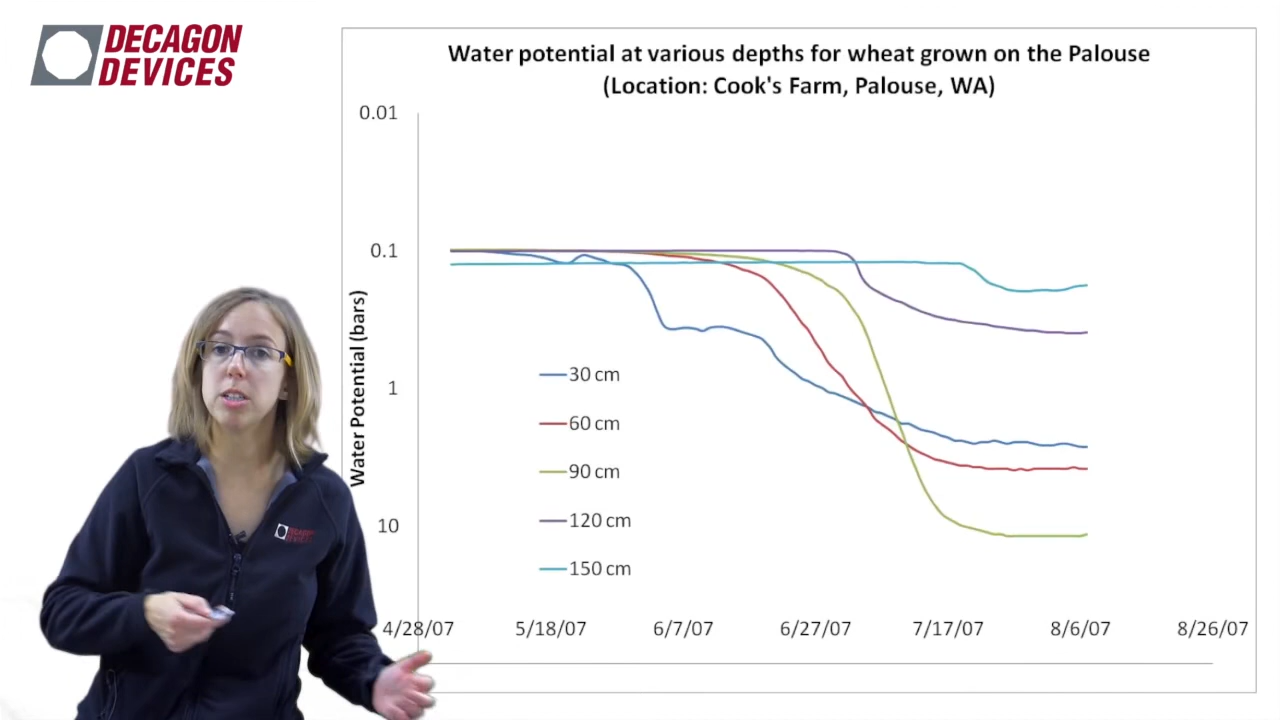 DECAGON
DEVICES
Water potential at various depths for wheat grown on the Palouse
(Location: Cook's Farm, Palouse, WA)
0.01
0.1
1
10
Water Potential (bars)
30 cm
60 cm
90 cm
120 cm
150 cm
4/28/07 5/18/07 6/7/07 6/27/07 7/17/07 8/6/07 8/26/07
DECAGON
DEVICES